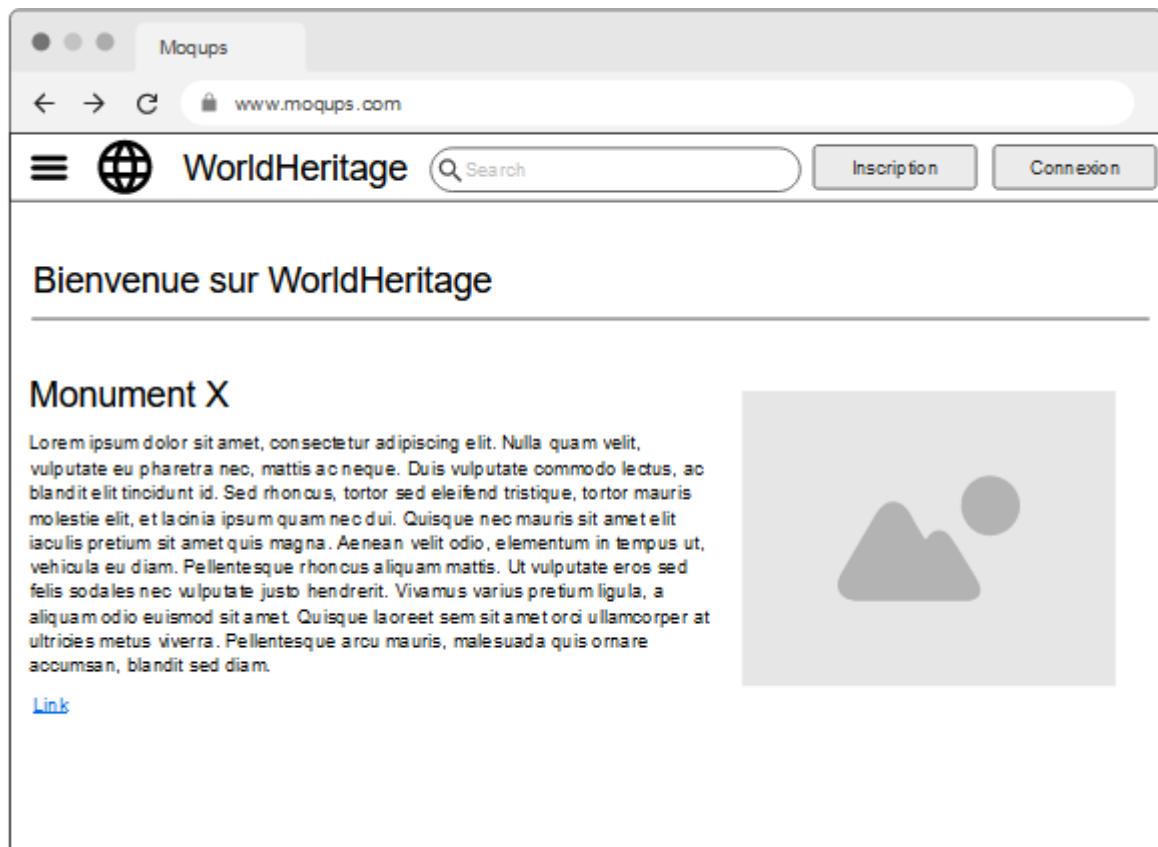 Moqups
www.moqups.com
WorldHeritage
Search
Inscription
Connexion
Bienvenue sur WorldHeritage
Monument X
Lorem ipsum dolor sit amet, consectetur adipiscing elit. Nulla quam velit,
vulputate eu pharetra nec, mattis ac neque. Duis vulputate commodo lectus, ac
blandit elit tincidunt id. Sed rhoncus, tortor sed eleifend tristique, tortor mauris
molestie elit, et lacinia ipsum quam nec dui. Quisque nec mauris sit amet elit
iaculis pretium sit amet quis magna. Aenean velit odio, elementum in tempus ut,
vehicula eu diam. Pellentesque rhoncus aliquam mattis. Ut vulputate eros sed
felis sodales nec vulputate justo hendrerit. Vivamus varius pretium ligula, a
aliquam odio euismod sit amet. Quisque laoreet sem sit amet orci ullamcorper at
ultricies metus viverra. Pellentesque arcu mauris, malesuada quis ornare
accumsan, blandit sed diam.
Link